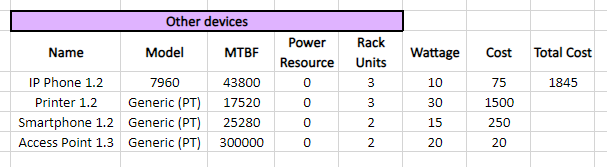 Other devices
Name Model MTBF Power Resource Rack Units Wattage Cost Total Cost
IP Phone 1.2 7960 43800 0 3 10 75 1845
Printer 1.2 Generic (PT) 17520 0 3 30 1500
Smartphone 1.2 Generic (PT) 25280 0 2 15 250
Access Point 1.3 Generic (PT) 300000 0 2 20 20